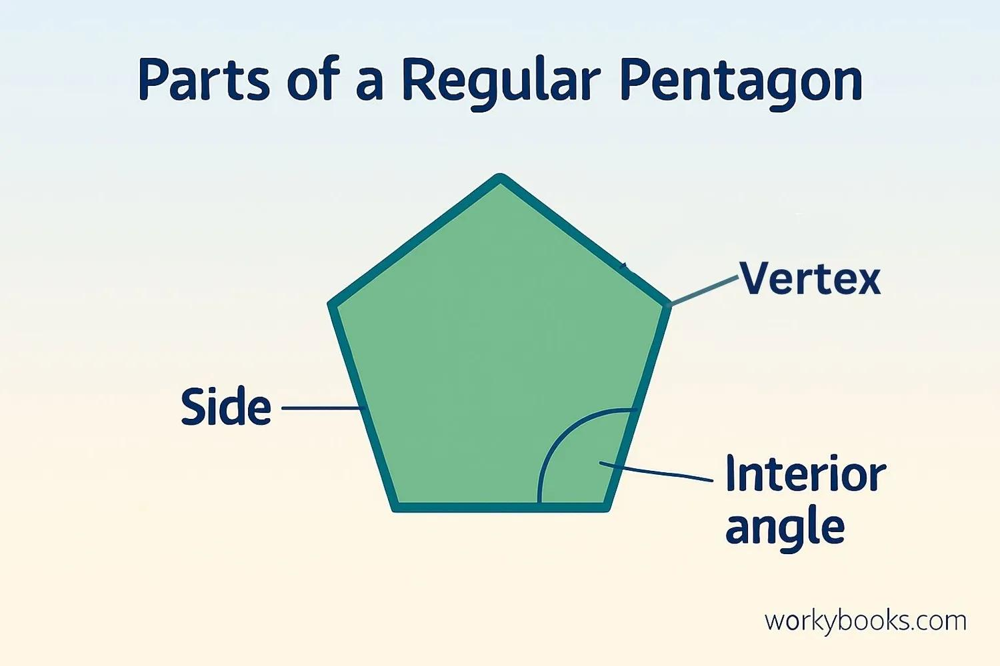 Parts of a Regular Pentagon
Vertex
Side
Interior
angle
workybooks.com